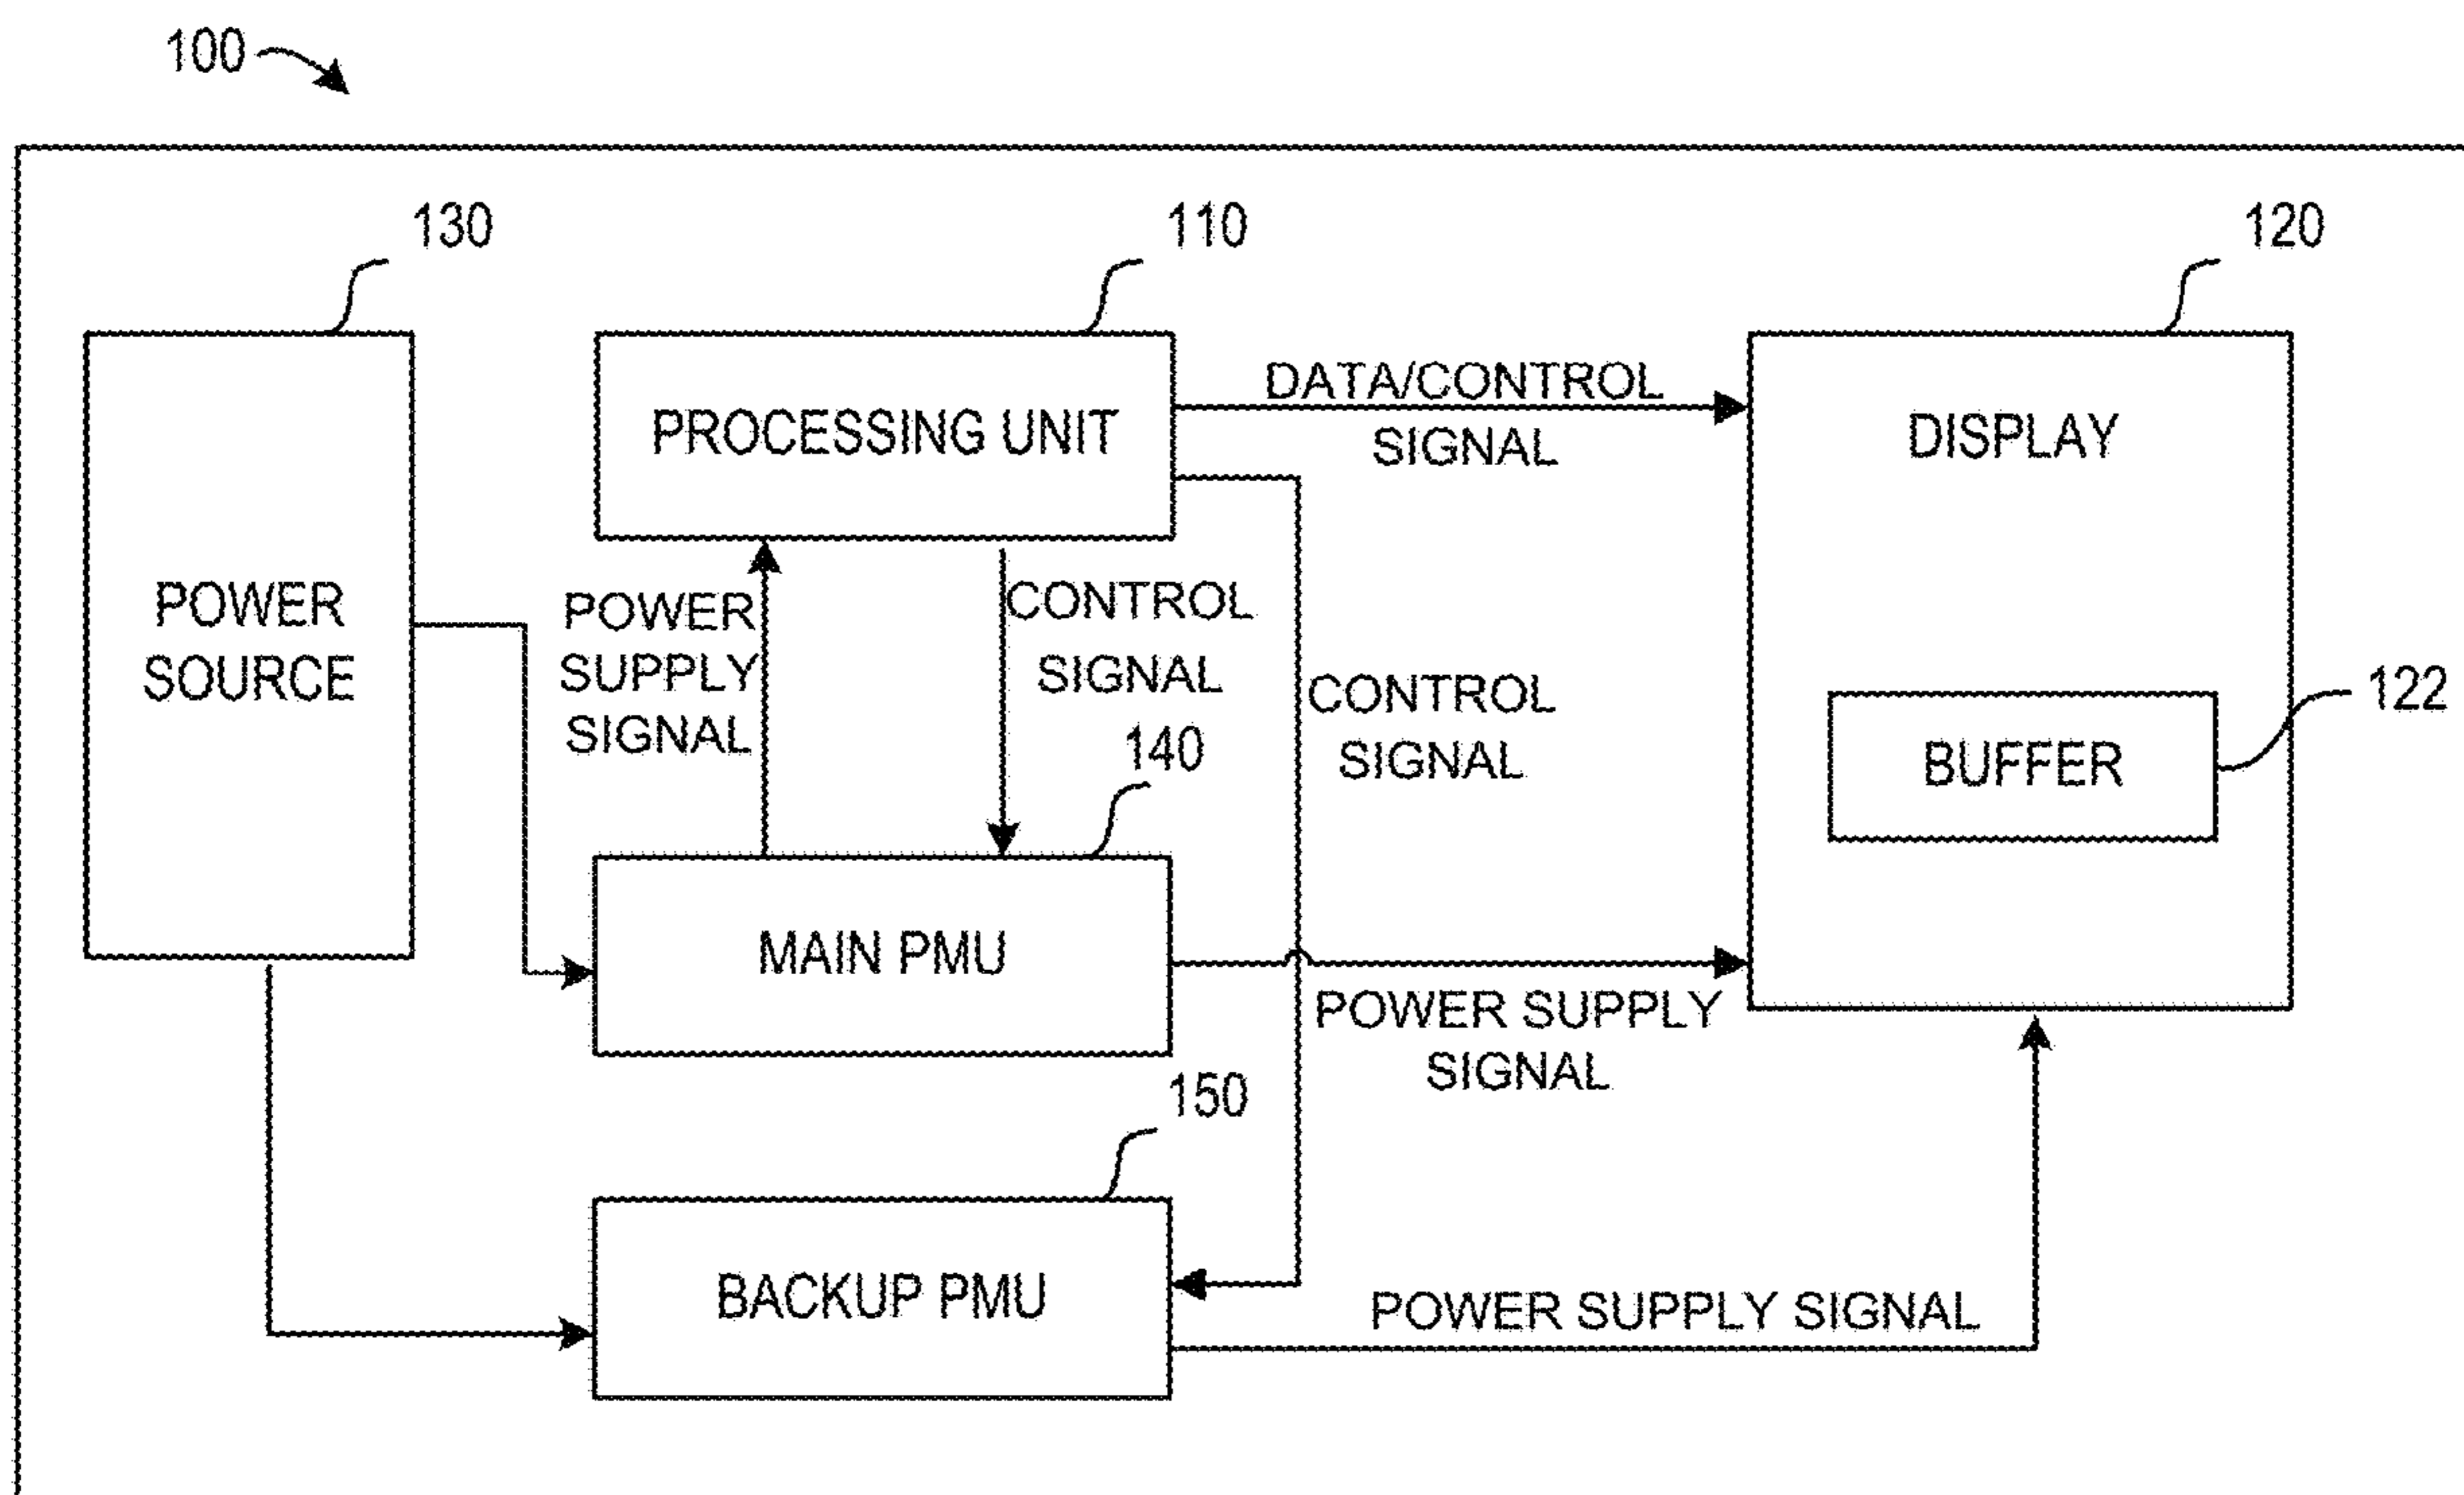 100
130
110
120
POWER
SOURCE
PROCESSING UNIT
DATA/CONTROL
SIGNAL
DISPLAY
POWER
SUPPLY
SIGNAL
CONTROL
SIGNAL
CONTROL
SIGNAL
122
BUFFER
140
MAIN PMU
POWER SUPPLY
SIGNAL
150
BACKUP PMU
POWER SUPPLY SIGNAL